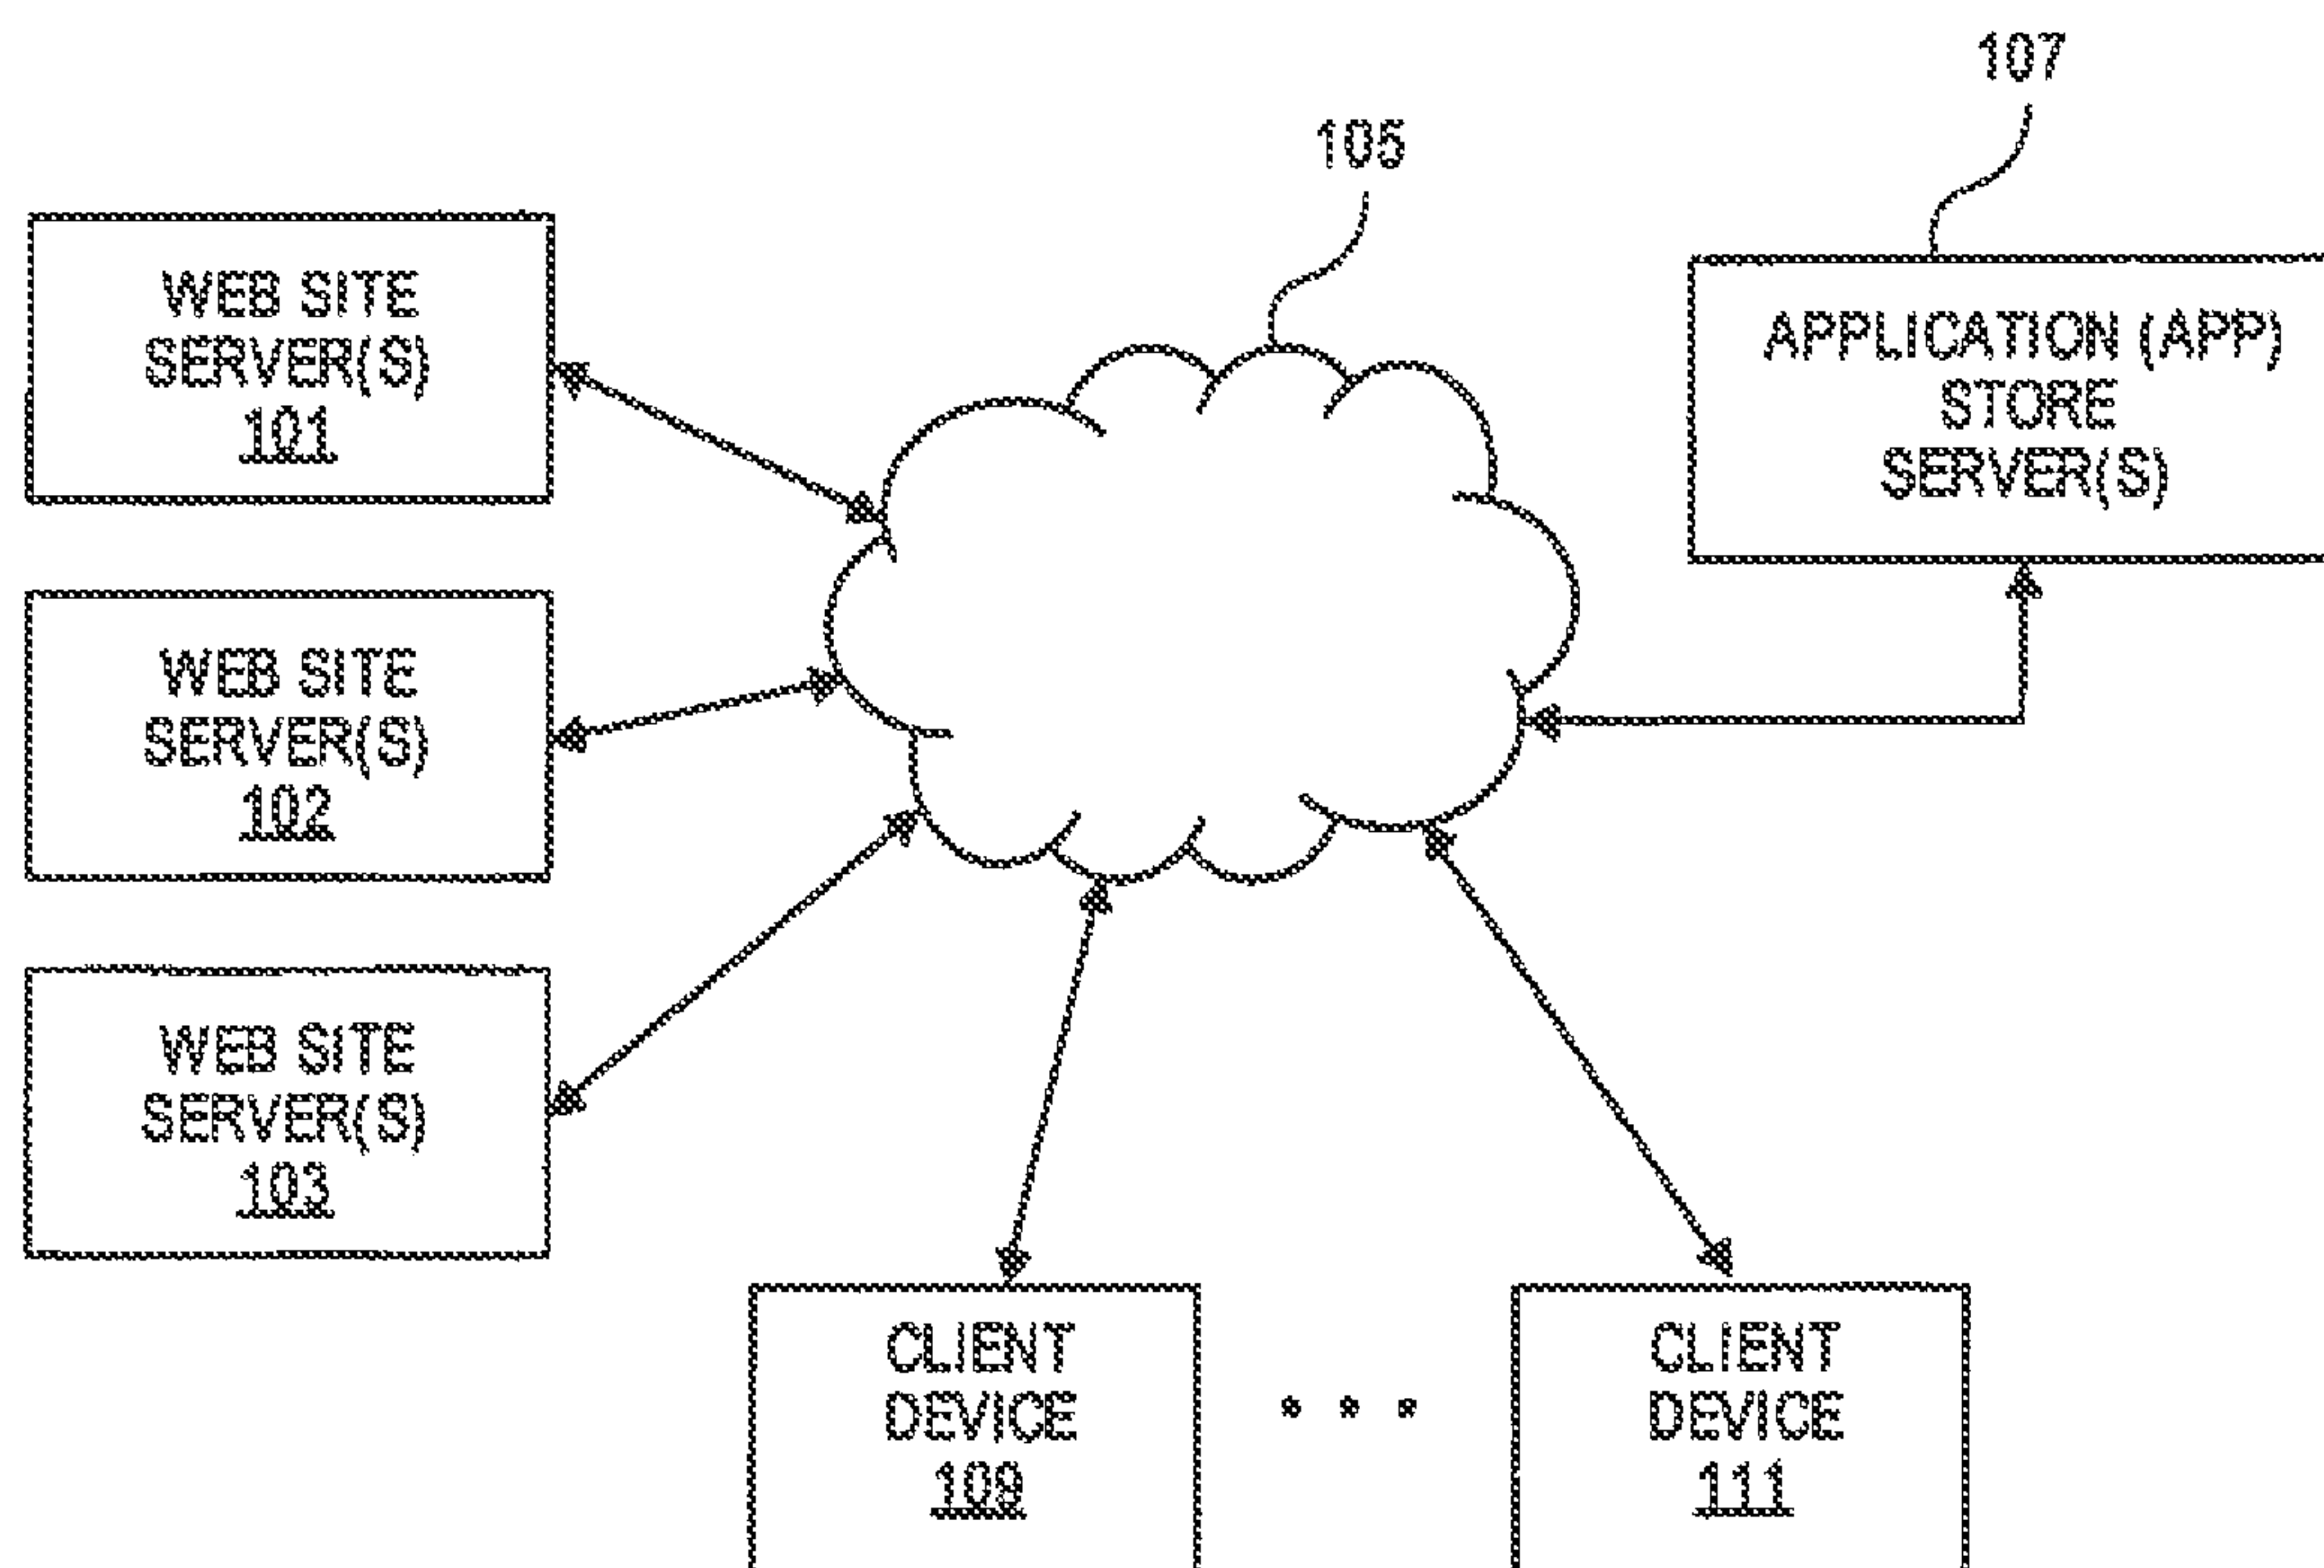 107
105
WEB SITE
SERVER(S)
101
APPLICATION (APP)
STORE
SERVER(S)
WEB SITE
SERVER(S)
102
WEB SITE
SERVER(S)
103
CLIENT
DEVICE
109
CLIENT
DEVICE
111